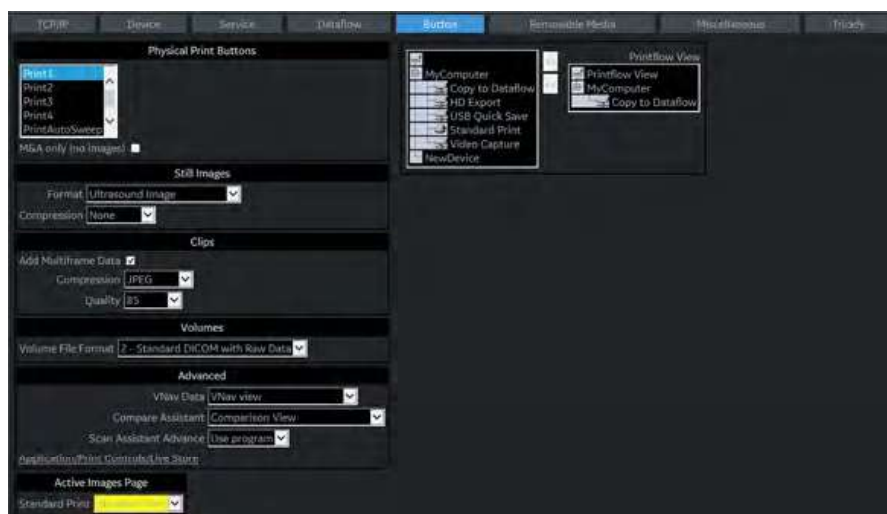 TCP/IP Device Service Dataflow Button Removable Media Miscellaneous Tricefy
Physical Print Buttons
Print1
Print2
Print3
Print4
PrintAutoSweep
M&A only (no images)
Still Images
Format Ultrasound Image
Compression None
Clips
Add Multiframe Data
Compression JPEG
Quality 85
Volumes
Volume File Format 2 - Standard DICOM with Raw Data
Advanced
VNav Data VNav view
Compare Assistant Comparison View
Scan Assistant Advance Use program
Application/Print Controls/Live Store
Active Images Page
Standard Print
MyComputer
Copy to Dataflow
HD Export
USB Quick Save
Standard Print
Video Capture
NewDevice
Printflow View
Printflow View
MyComputer
Copy to Dataflow